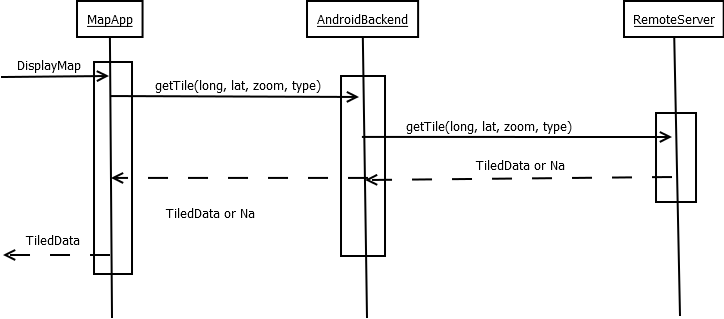 MapApp
AndroidBackend
RemoteServer
DisplayMap
getTile(long, lat, zoom, type)
getTile(long, lat, zoom, type)
TiledData or Na
TiledData or Na
TiledData